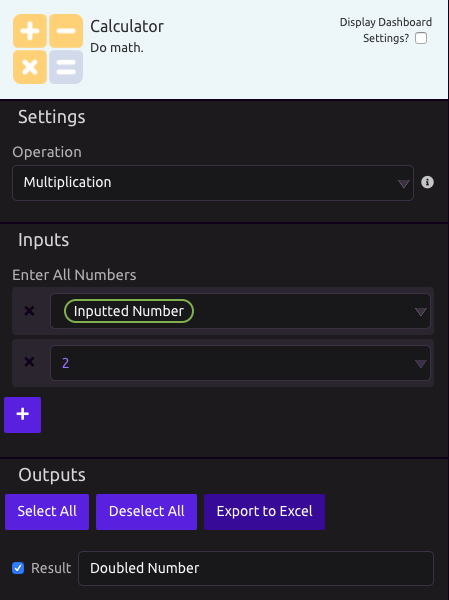 Calculator
Do math.
Display Dashboard
Settings?
Settings
Operation
Multiplication
Inputs
Enter All Numbers
Inputted Number
2
Outputs
Select All
Deselect All
Export to Excel
Result
Doubled Number